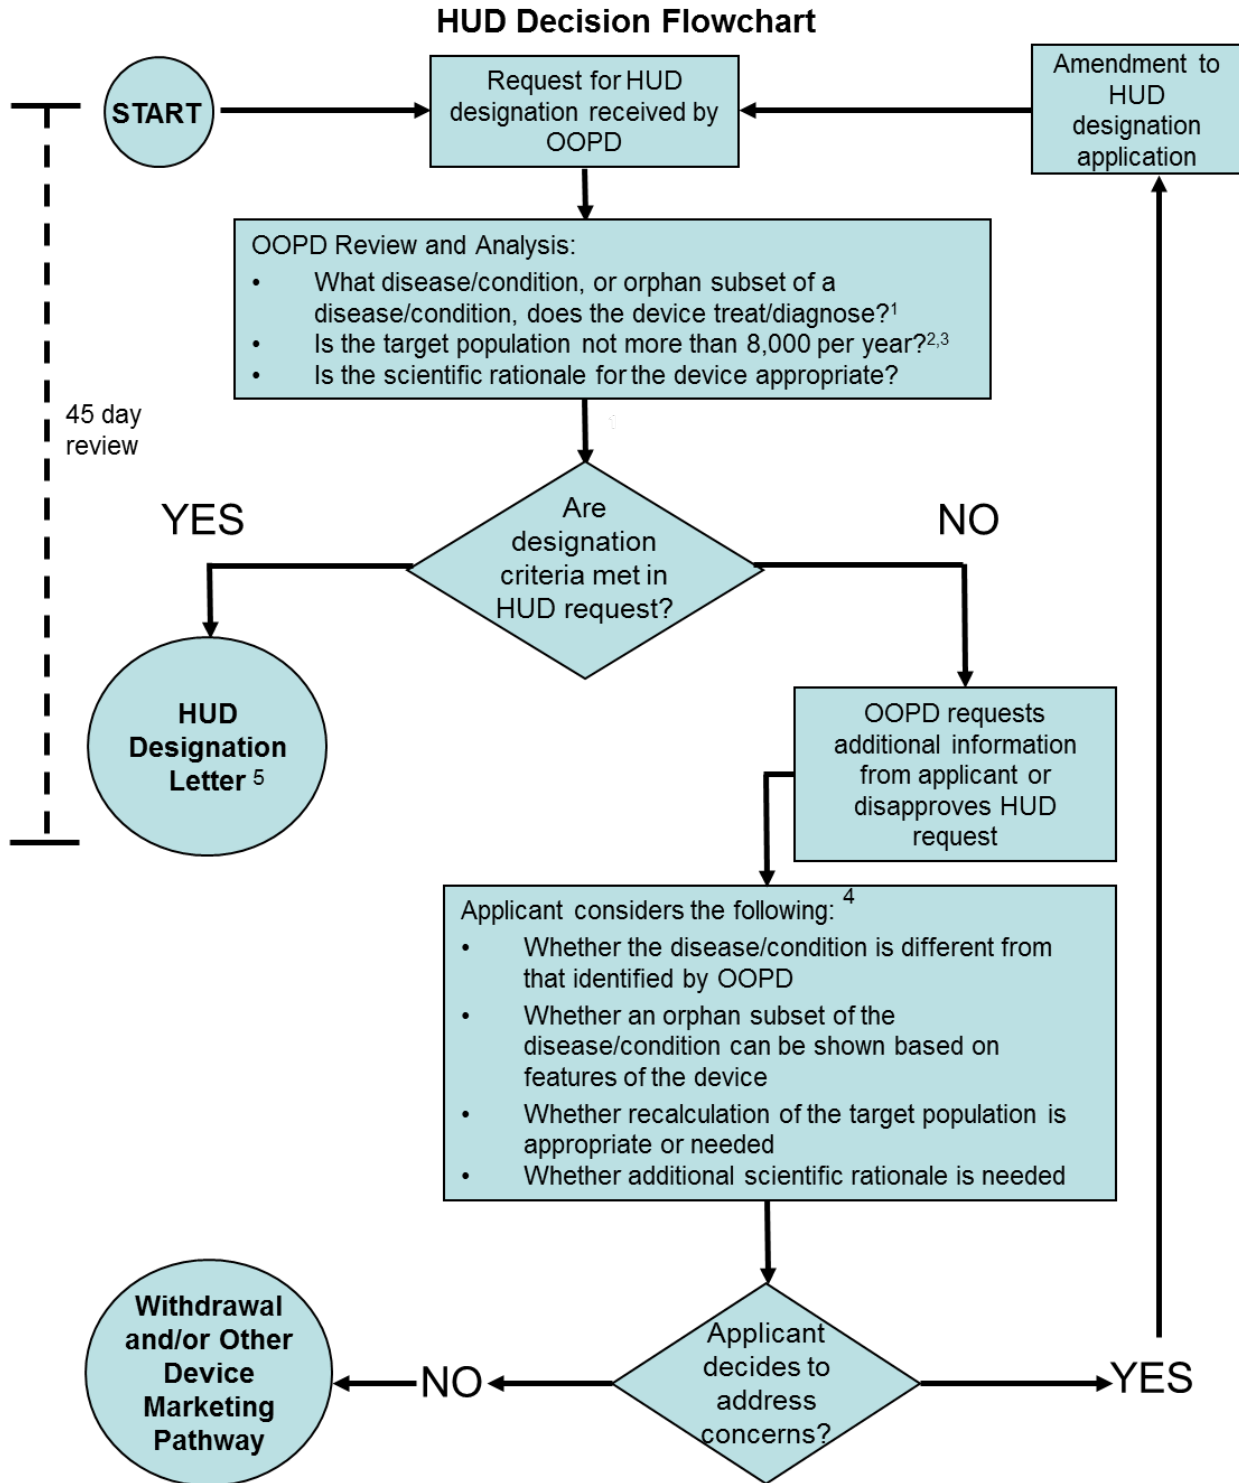 HUD Decision Flowchart
START
Request for HUD
designation received by
OOPD
Amendment to
HUD
designation
application
OOPD Review and Analysis:
• What disease/condition, or orphan subset of a
disease/condition, does the device treat/diagnose?1
• Is the target population not more than 8,000 per year?2,3
• Is the scientific rationale for the device appropriate?
45 day
review
Are
designation
criteria met in
HUD request?
YES
NO
HUD
Designation
Letter 5
OOPD requests
additional information
from applicant or
disapproves HUD
request
Applicant considers the following: 4
• Whether the disease/condition is different from
that identified by OOPD
• Whether an orphan subset of the
disease/condition can be shown based on
features of the device
• Whether recalculation of the target population is
appropriate or needed
• Whether additional scientific rationale is needed
Applicant
decides to
address
concerns?
NO
YES
Withdrawal
and/or Other
Device
Marketing
Pathway